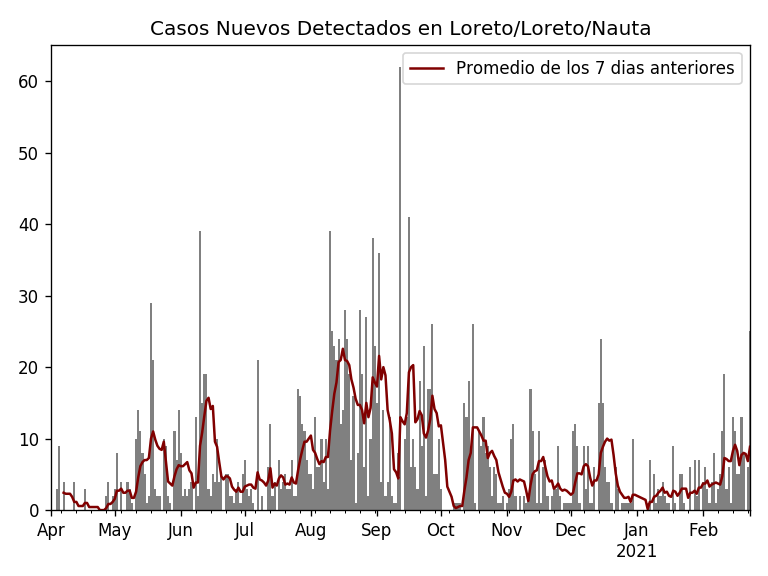 Casos Nuevos Detectados en Loreto/Loreto/Nauta
Promedio de los 7 dias anteriores
60
50
40
30
20
10
0
Apr May Jun Jul Aug Sep Oct Nov Dec Jan Feb
2021